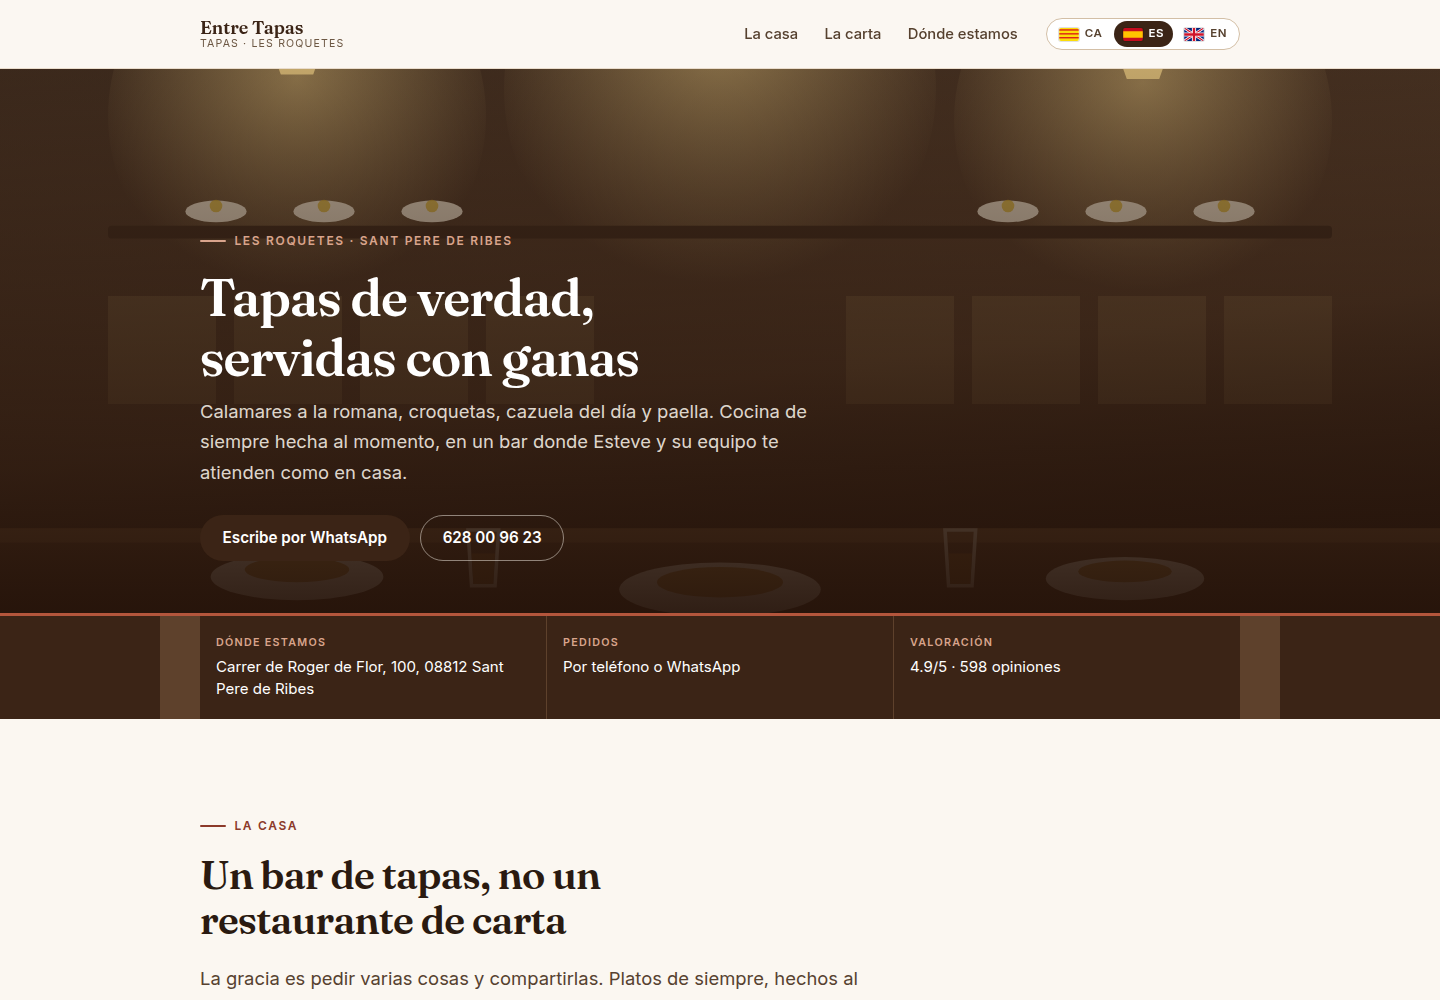 Entre Tapas
TAPAS · LES ROQUETES
La casa
La carta
Dónde estamos
CA
ES
EN
LES ROQUETES · SANT PERE DE RIBES
Tapas de verdad,
servidas con ganas
Calamares a la romana, croquetas, cazuela del día y paella. Cocina de
siempre hecha al momento, en un bar donde Esteve y su equipo te
atienden como en casa.
Escribe por WhatsApp
628 00 96 23
DÓNDE ESTAMOS
Carrer de Roger de Flor, 100, 08812 Sant
Pere de Ribes
PEDIDOS
Por teléfono o WhatsApp
VALORACIÓN
4.9/5 · 598 opiniones
LA CASA
Un bar de tapas, no un
restaurante de carta
La gracia es pedir varias cosas y compartirlas. Platos de siempre, hechos al